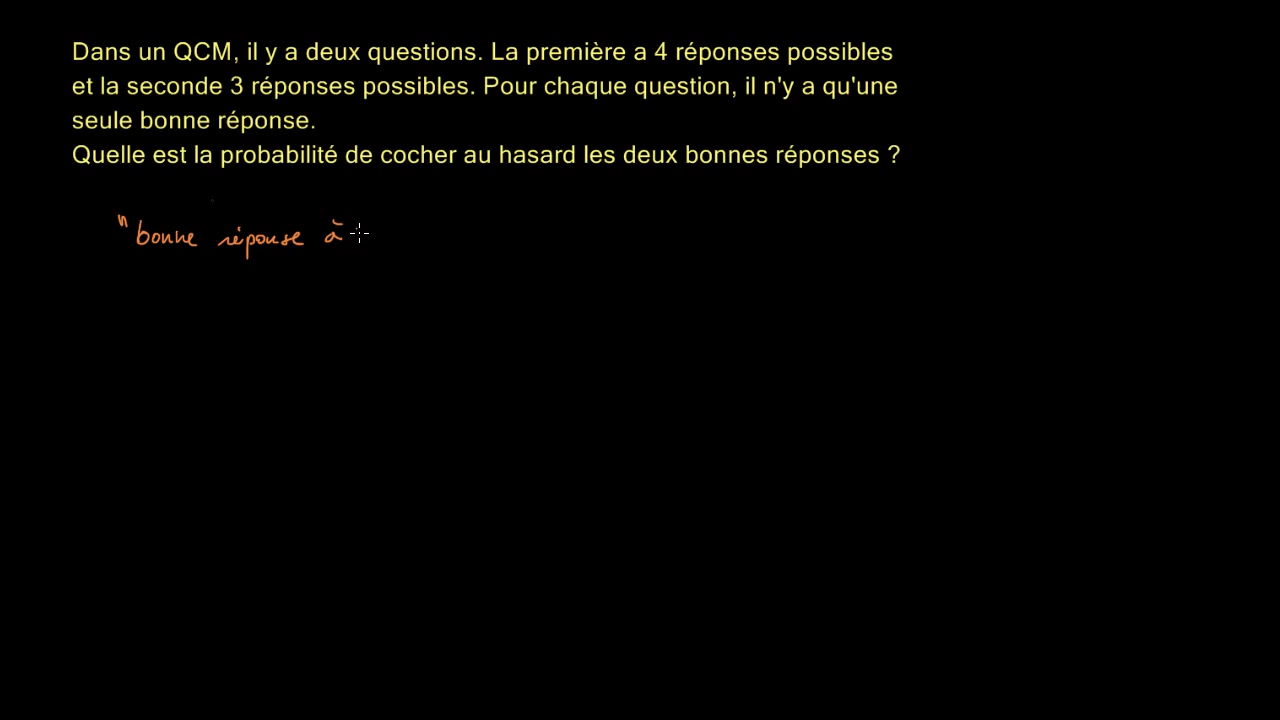 Dans un QCM, il y a deux questions. La première a 4 réponses possibles
et la seconde 3 réponses possibles. Pour chaque question, il n'y a qu'une
seule bonne réponse.
Quelle est la probabilité de cocher au hasard les deux bonnes réponses ?
"bonne réponse à